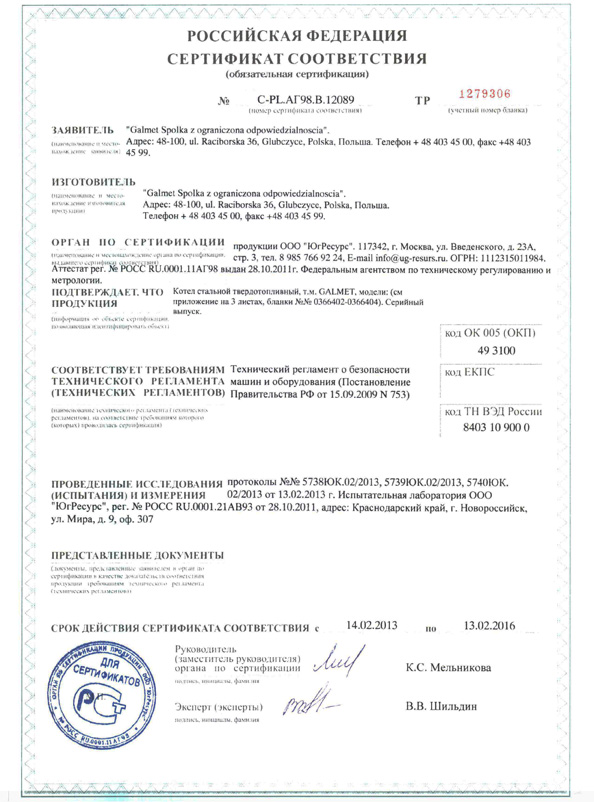 РОССИЙСКАЯ ФЕДЕРАЦИЯ
СЕРТИФИКАТ СООТВЕТСТВИЯ
(обязательная сертификация)
№ C-PL.АГ98.В.12089 ТР 1279306
(номер сертификата соответствия) (учетный номер бланка)
ЗАЯВИТЕЛЬ "Galmet Spolka z ograniczona odpowiedzialnoscia".
(наименование и место- Адрес: 48-100, ul. Raciborska 36, Glubczyce, Polska, Польша. Телефон + 48 403 45 00, факс +48 403
нахождение заявителя) 45 99.
ИЗГОТОВИТЕЛЬ
(наименование и место- "Galmet Spolka z ograniczona odpowiedzialnoscia".
нахождение изготовителя Адрес: 48-100, ul. Raciborska 36, Glubczyce, Polska, Польша.
продукции) Телефон + 48 403 45 00, факс +48 403 45 99.
ОРГАН ПО СЕРТИФИКАЦИИ продукции ООО "ЮгРесурс". 117342, г. Москва, ул. Введенского, д. 23А,
(наименование и местонахождение органа по сертификации, стр. 3, тел. 8 985 766 92 24, E-mail info@ug-resurs.ru. ОГРН: 1112315011984.
выдавшего сертификат соответствия)
Аттестат рег. № РОСС RU.0001.11АГ98 выдан 28.10.2011г. Федеральным агентством по техническому регулированию и
метрологии.
ПОДТВЕРЖДАЕТ, ЧТО Котел стальной твердотопливный, т.м. GALMET, модели: (см
ПРОДУКЦИЯ приложение на 3 листах, бланки №№ 0366402-0366404). Серийный
выпуск.
(информация об объекте сертификации,
позволяющая идентифицировать объект)
код ОК 005 (ОКП)
49 3100
СООТВЕТСТВУЕТ ТРЕБОВАНИЯМ Технический регламент о безопасности
ТЕХНИЧЕСКОГО РЕГЛАМЕНТА машин и оборудования (Постановление
(ТЕХНИЧЕСКИХ РЕГЛАМЕНТОВ) Правительства РФ от 15.09.2009 N 753)
код ЕКПС
(наименование технического регламента (технических
регламентов), на соответствие требованиям которого
(которых) проводилась сертификация)
код ТН ВЭД России
8403 10 900 0
ПРОВЕДЕННЫЕ ИССЛЕДОВАНИЯ протоколы №№ 5738ЮК.02/2013, 5739ЮК.02/2013, 5740ЮК.
(ИСПЫТАНИЯ) И ИЗМЕРЕНИЯ 02/2013 от 13.02.2013 г. Испытательная лаборатория ООО
"ЮгРесурс", рег. № РОСС RU.0001.21АВ93 от 28.10.2011, адрес: Краснодарский край, г. Новороссийск,
ул. Мира, д. 9, оф. 307
ПРЕДСТАВЛЕННЫЕ ДОКУМЕНТЫ
(документы, представленные заявителем в орган по
сертификации в качестве доказательств соответствия
продукции требованиям технического регламента
(технических регламентов))
СРОК ДЕЙСТВИЯ СЕРТИФИКАТА СООТВЕТСТВИЯ с 14.02.2013 по 13.02.2016
Руководитель
(заместитель руководителя)
органа по сертификации К.С. Мельникова
подпись, инициалы, фамилия
Эксперт (эксперты) В.В. Шильдин
подпись, инициалы, фамилия
ОРГАН ПО СЕРТИФИКАЦИИ ПРОДУКЦИИ ООО "ЮгРесурс"
ДЛЯ
СЕРТИФИКАТОВ
№ РОСС RU.0001.11АГ98